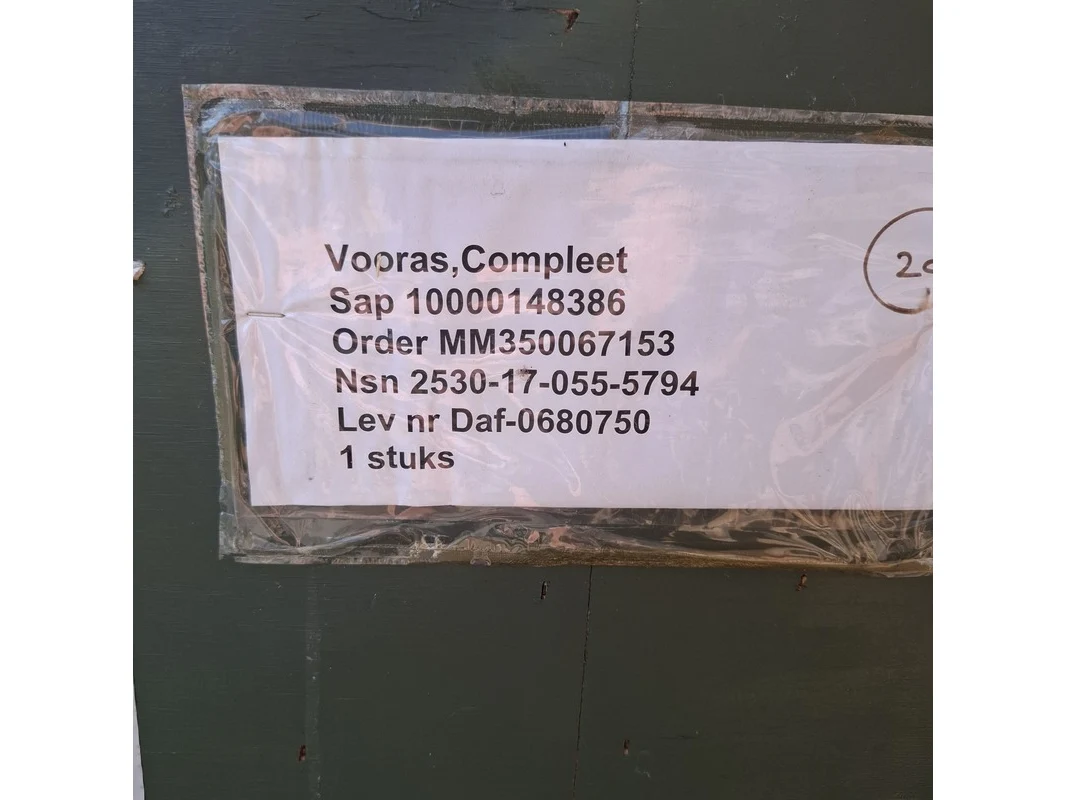 Vooras,Compleet
Sap 10000148386
Order MM350067153
Nsn 2530-17-055-5794
Lev nr Daf-0680750
1 stuks